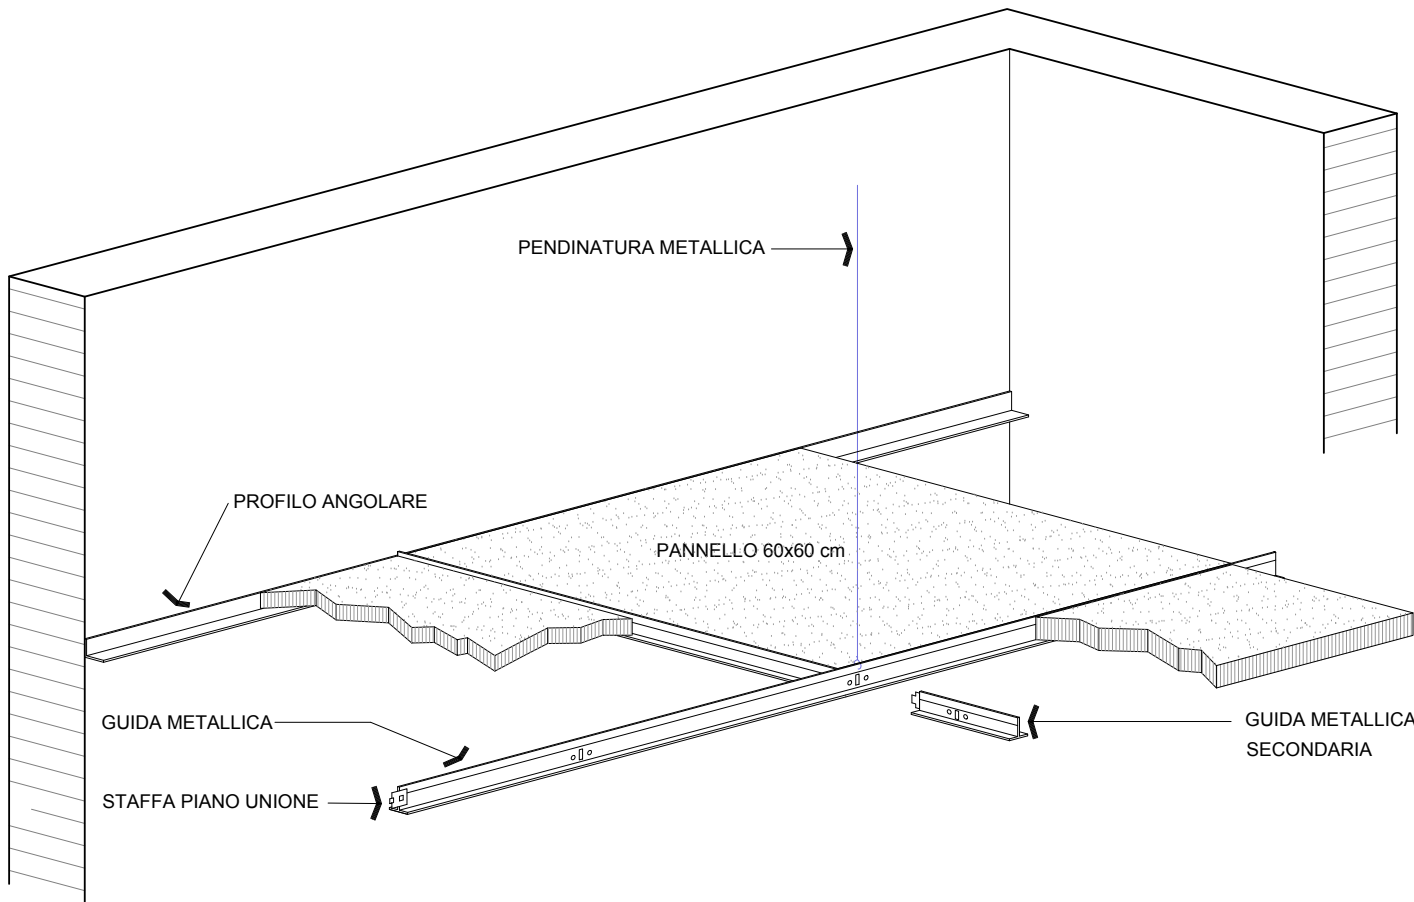 PENDINATURA METALLICA
PROFILO ANGOLARE
PANNELLO 60x60 cm
GUIDA METALLICA
GUIDA METALLICA
SECONDARIA
STAFFA PIANO UNIONE